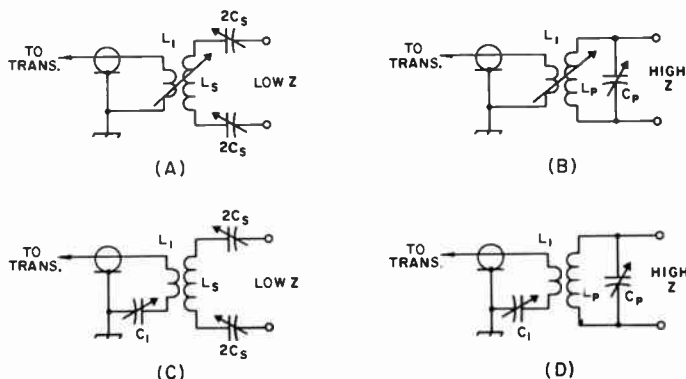 TO
TRANS.
L1
2Cs
Ls
LOW Z
2Cs
(A)
TO
TRANS.
L1
Lp
Cp
HIGH
Z
(B)
TO
TRANS.
L1
2Cs
Ls
LOW Z
C1
2Cs
(C)
TO
TRANS.
L1
Lp
Cp
HIGH
Z
C1
(D)